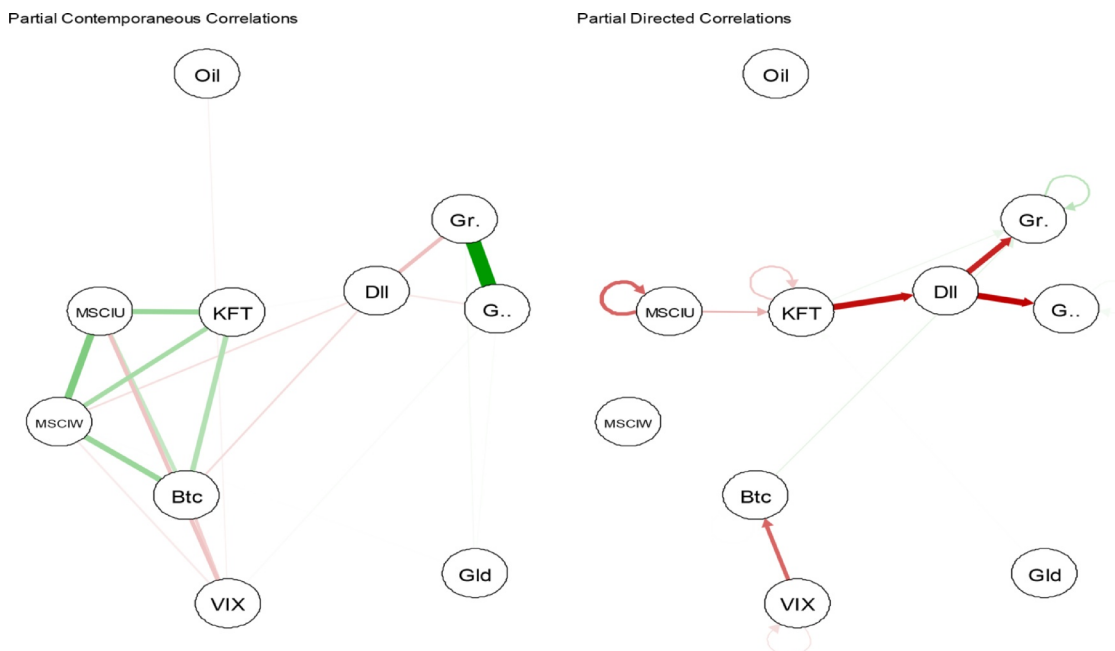 Partial Contemporaneous Correlations
Oil
Gr.
Dll
G..
MSCIU
KFT
MSCIW
Btc
Gld
VIX
Partial Directed Correlations
Oil
Gr.
Dll
G..
MSCIU
KFT
MSCIW
Btc
Gld
VIX